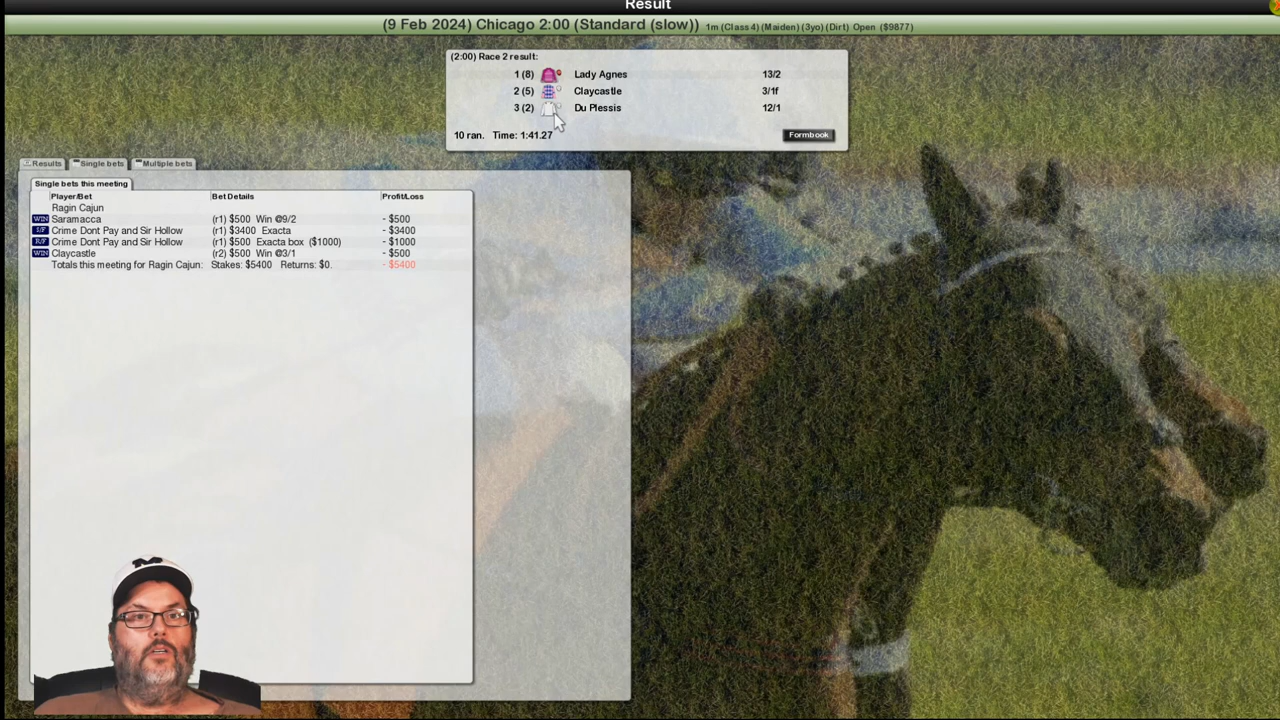 Result
(9 Feb 2024) Chicago 2:00 (Standard (slow)) 1m (Class 4) (Maiden) (3yo) (Dirt) Open ($9877)
(2:00) Race 2 result:
1 (8) Lady Agnes 13/2
2 (5) Claycastle 3/1f
3 (2) Du Plessis 12/1
10 ran. Time: 1:41.27 Formbook
Results Single bets Multiple bets
Single bets this meeting
Player/Bet Bet Details Profit/Loss
Ragin Cajun
WIN Saramacca (r1) $500 Win @9/2 - $500
S/F Crime Dont Pay and Sir Hollow (r1) $3400 Exacta - $3400
R/F Crime Dont Pay and Sir Hollow (r1) $500 Exacta box ($1000) - $1000
WIN Claycastle (r2) $500 Win @3/1 - $500
Totals this meeting for Ragin Cajun: Stakes: $5400 Returns: $0. - $5400